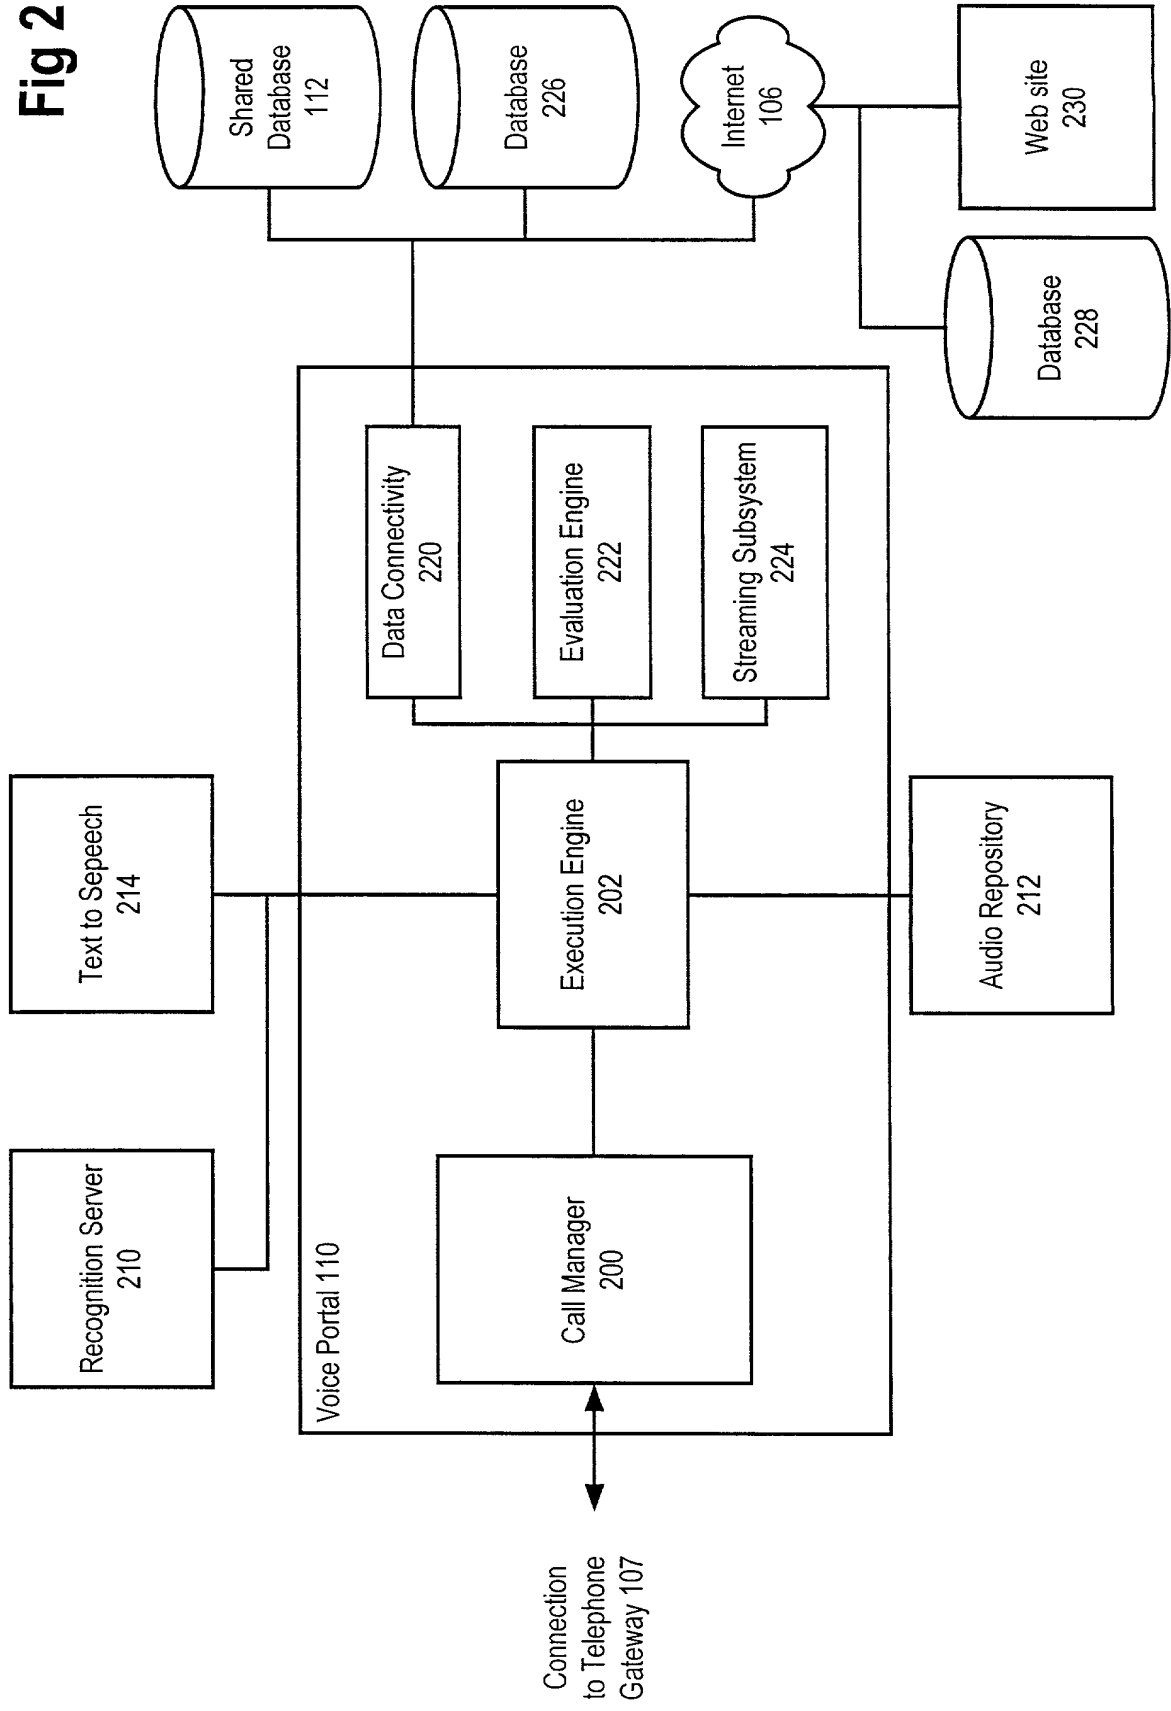 Fig 2
Recognition Server
210
Text to Sepeech
214
Shared
Database
112
Database
226
Internet
106
Web site
230
Database
228
Voice Portal 110
Call Manager
200
Execution Engine
202
Data Connectivity
220
Evaluation Engine
222
Streaming Subsystem
224
Audio Repository
212
Connection
to Telephone
Gateway 107